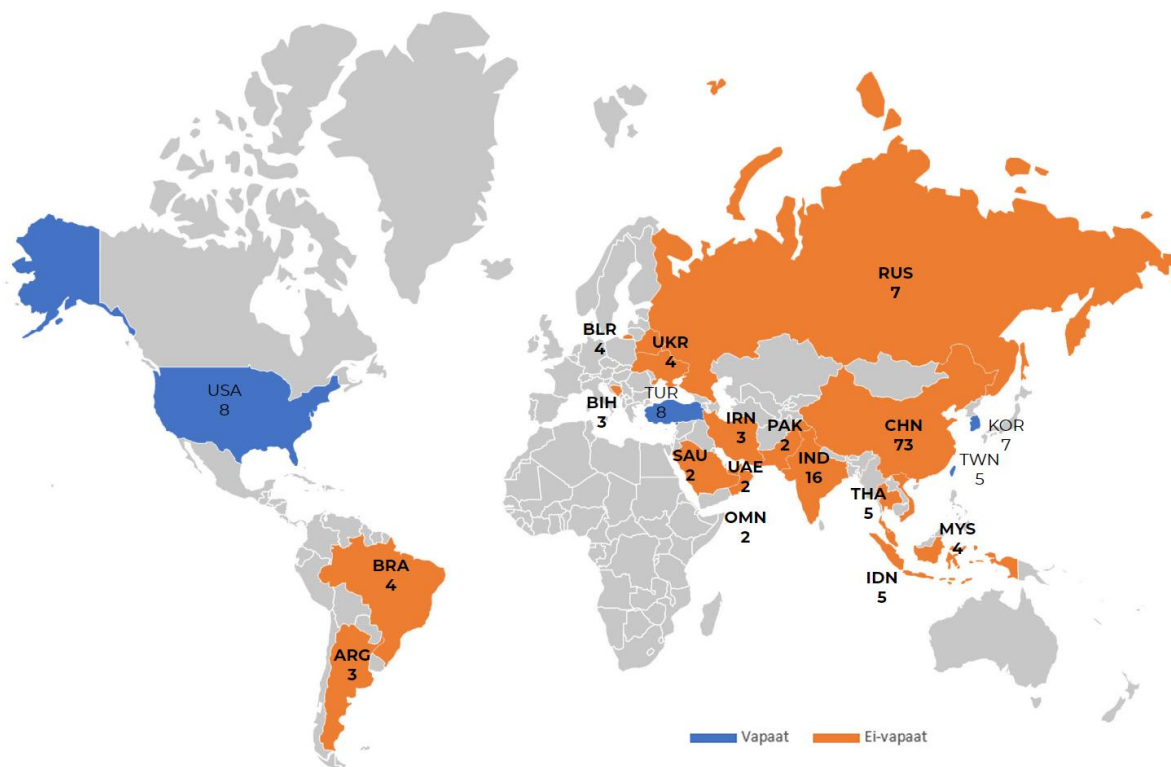 RUS
7
BLR
4
UKR
4
USA
8
TUR
8
BIH
3
IRN
3
PAK
2
CHN
73
KOR
7
SAU
2
UAE
2
IND
16
TWN
5
THA
5
OMN
2
MYS
4
IDN
5
BRA
4
ARG
3
Vapaat
Ei-vapaat